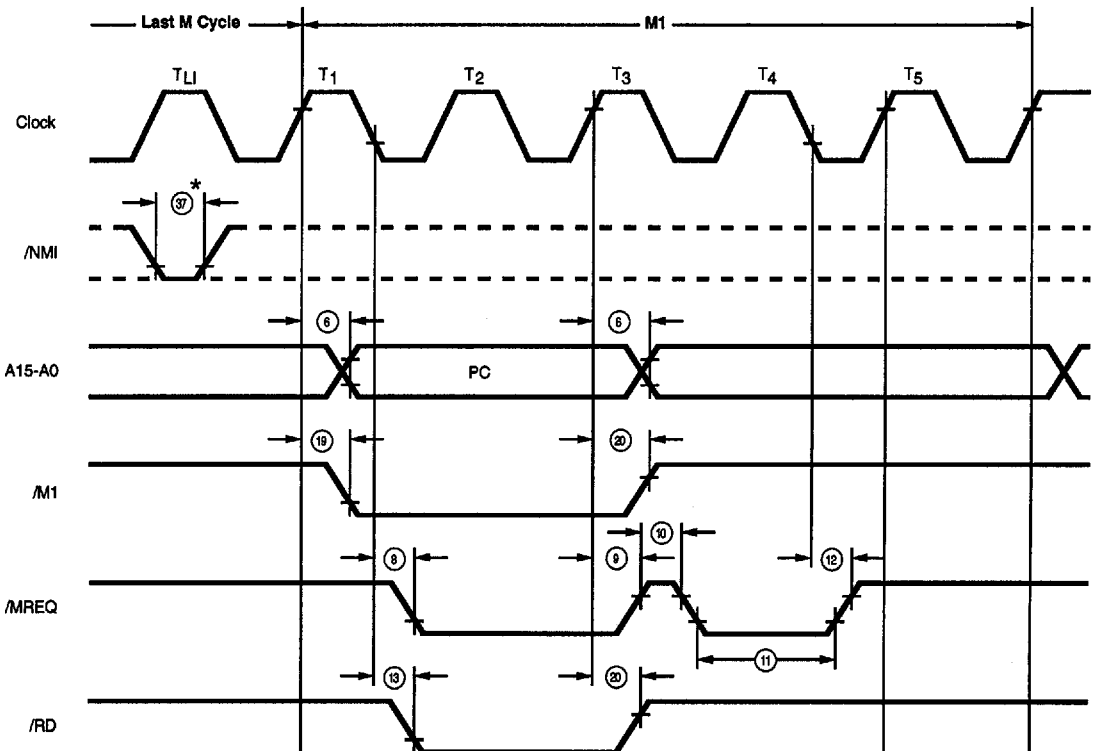 Last M Cycle M1
TLI T1 T2 T3 T4 T5
Clock
37 *
/NMI
6 6
A15-A0 PC
19 20
/M1
10
8 9 12
/MREQ
11
13 20
/RD